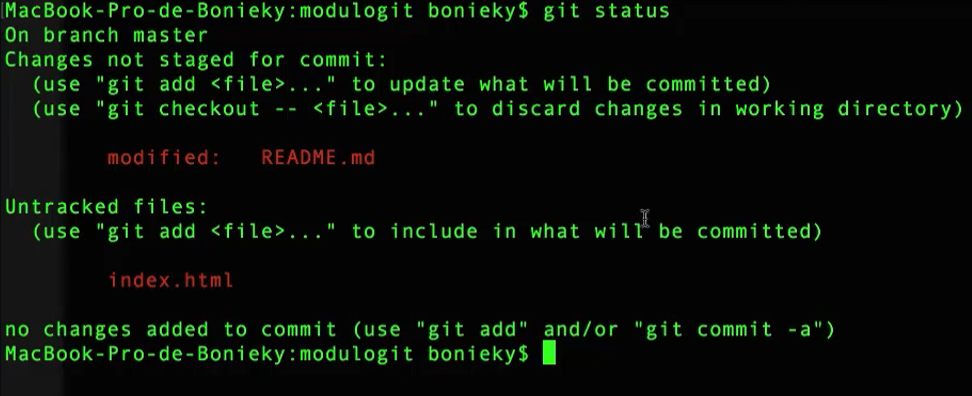 MacBook-Pro-de-Bonieky:modulogit bonieky$ git status
On branch master
Changes not staged for commit:
  (use "git add <file>..." to update what will be committed)
  (use "git checkout -- <file>..." to discard changes in working directory)
        modified:   README.md
Untracked files:
  (use "git add <file>..." to include in what will be committed)
        index.html
no changes added to commit (use "git add" and/or "git commit -a")
MacBook-Pro-de-Bonieky:modulogit bonieky$